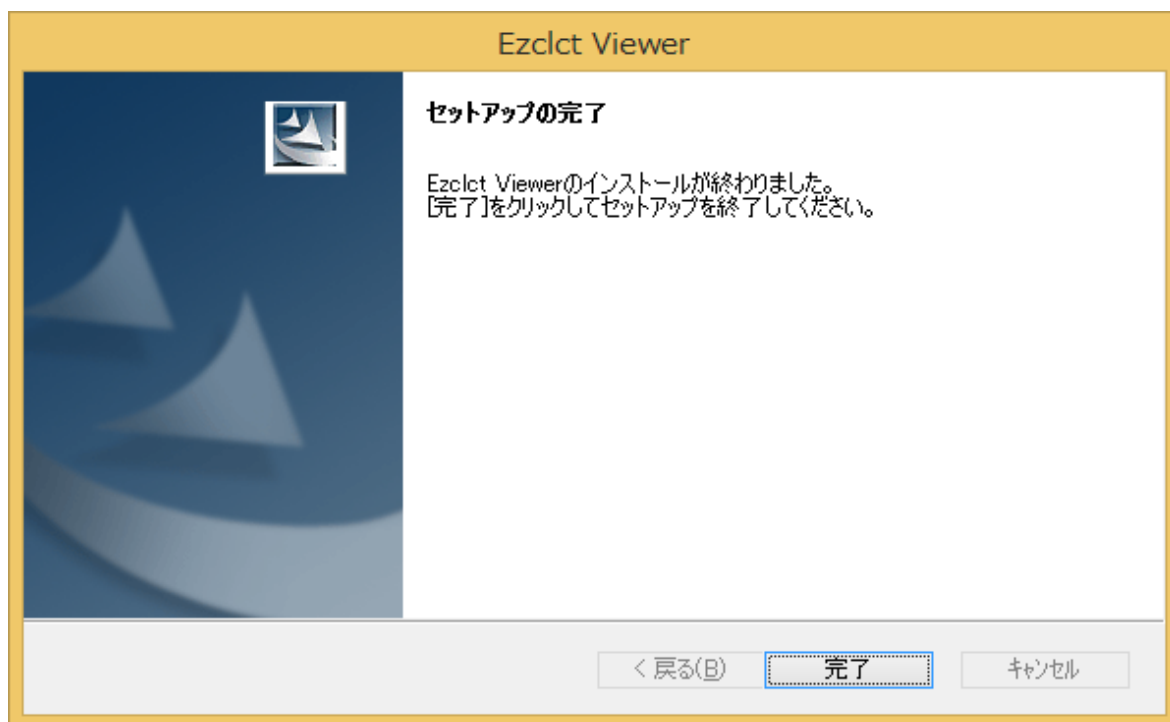 Ezclct Viewer
セットアップの完了
Ezclct Viewerのインストールが終わりました。
[完了]をクリックしてセットアップを終了してください。
< 戻る(B)
完了
キャンセル